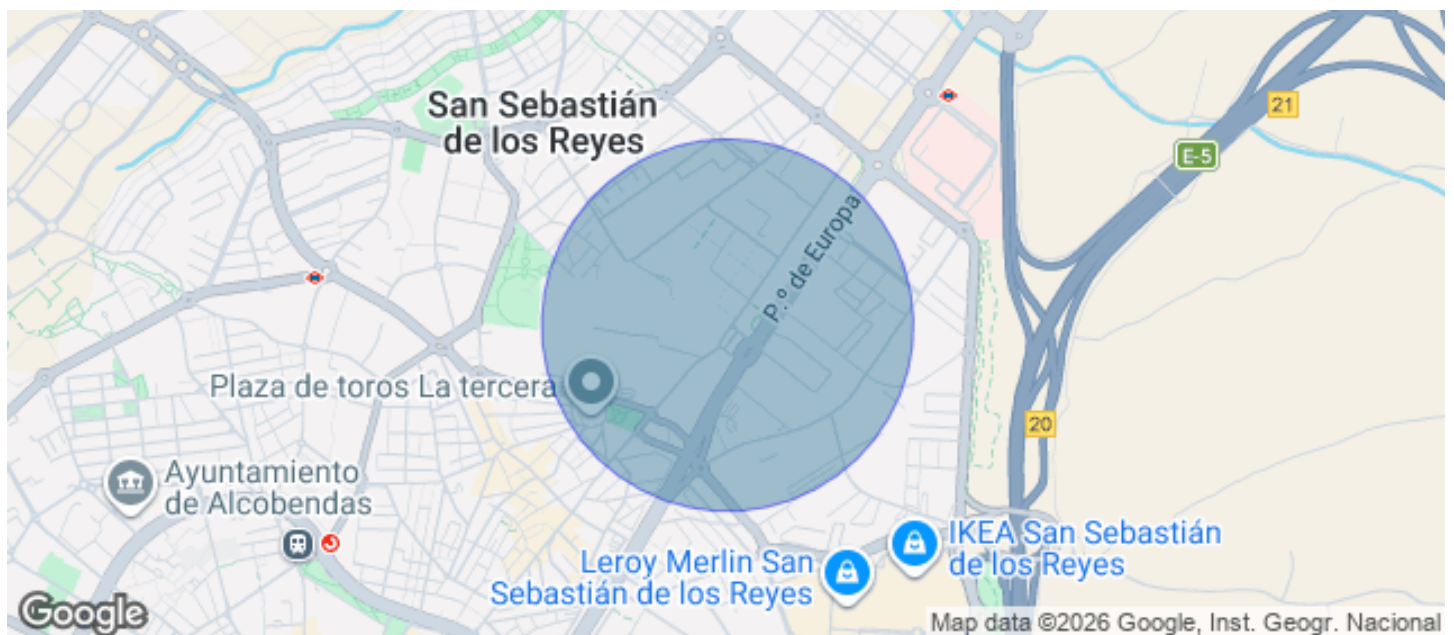 San Sebastián
de los Reyes
21
E-5
P.º de Europa
Plaza de toros La tercera
20
Ayuntamiento
de Alcobendas
IKEA San Sebastián
de los Reyes
Leroy Merlin San
Sebastián de los Reyes
Google
Map data ©2026 Google, Inst. Geogr. Nacional